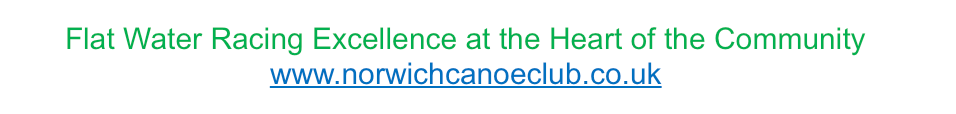 Flat Water Racing Excellence at the Heart of the Community
www.norwichcanoeclub.co.uk